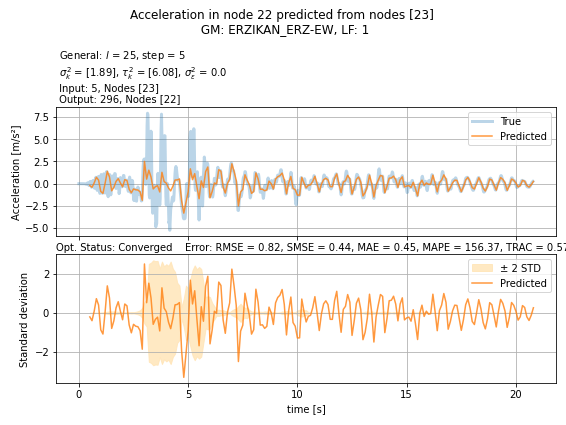 Acceleration in node 22 predicted from nodes [23]
GM: ERZIKAN_ERZ-EW, LF: 1
General: l = 25, step = 5
σ²ₖ = [1.89], τ²ₖ = [6.08], σ²ε = 0.0
Input: 5, Nodes [23]
Output: 296, Nodes [22]
Acceleration [m/s²]
7.5
5.0
2.5
0.0
−2.5
−5.0
True
Predicted
Opt. Status: Converged Error: RMSE = 0.82, SMSE = 0.44, MAE = 0.45, MAPE = 156.37, TRAC = 0.57
Standard deviation
2
0
−2
± 2 STD
Predicted
0 5 10 15 20
time [s]